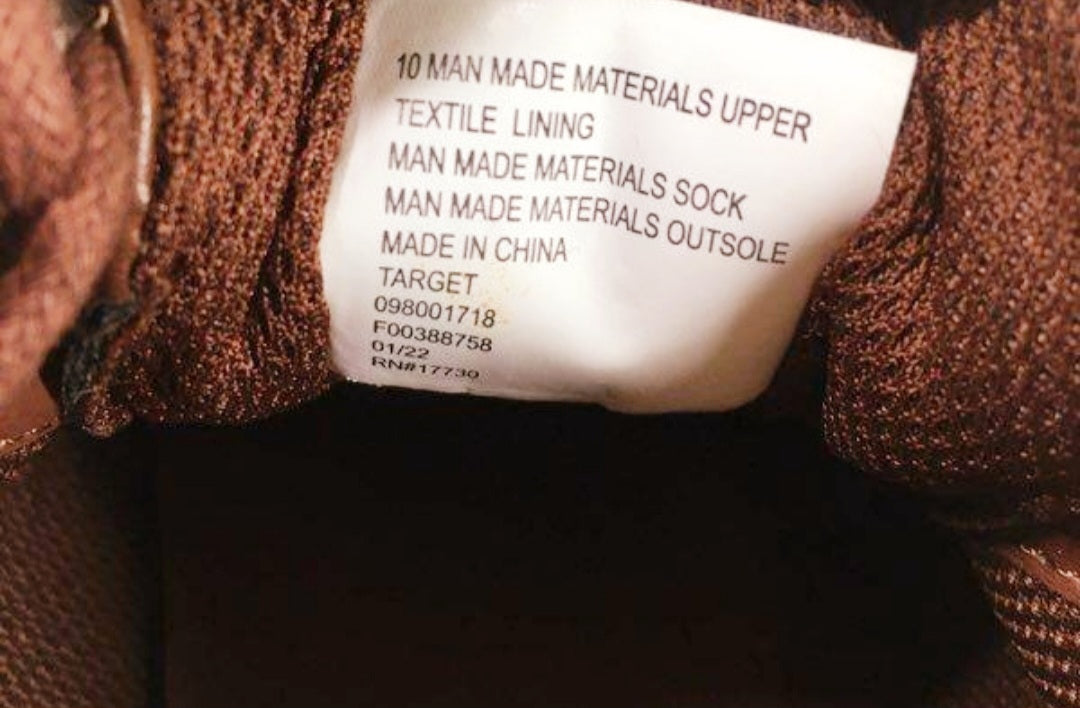 10 MAN MADE MATERIALS UPPER
TEXTILE LINING
MAN MADE MATERIALS SOCK
MAN MADE MATERIALS OUTSOLE
MADE IN CHINA
TARGET
098001718
F00388758
01/22
RN#17730